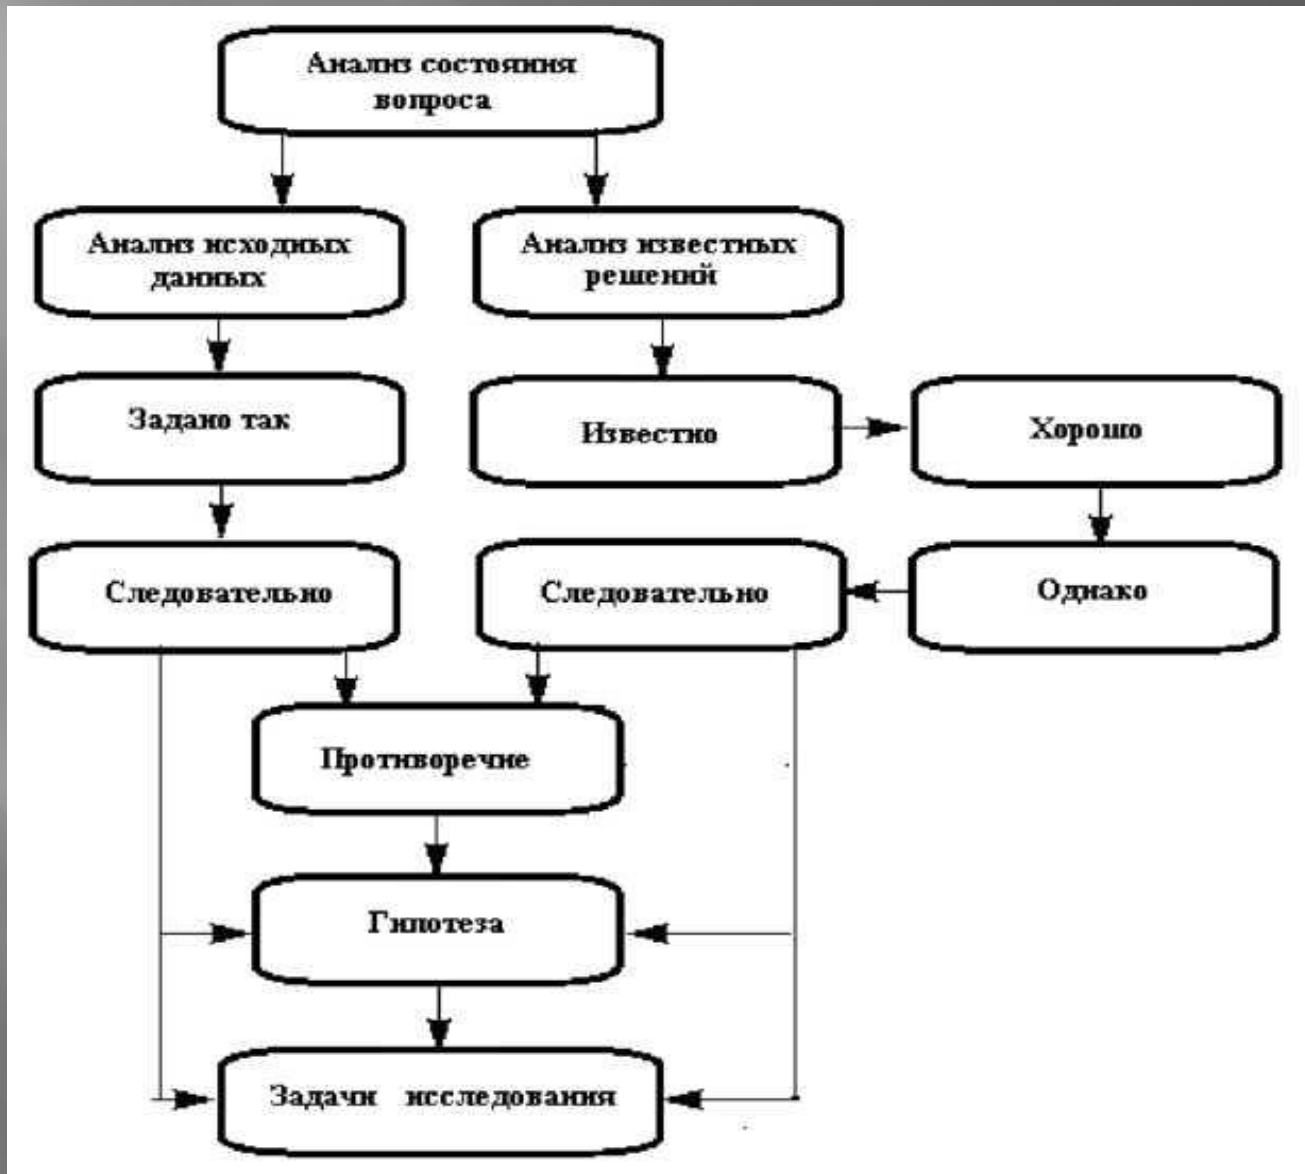 Анализ состояния
вопроса
Анализ исходных
данных
Анализ известных
решений
Задано так
Известно
Хорошо
Следовательно
Следовательно
Однако
Противоречие
Гипотеза
Задачи исследования